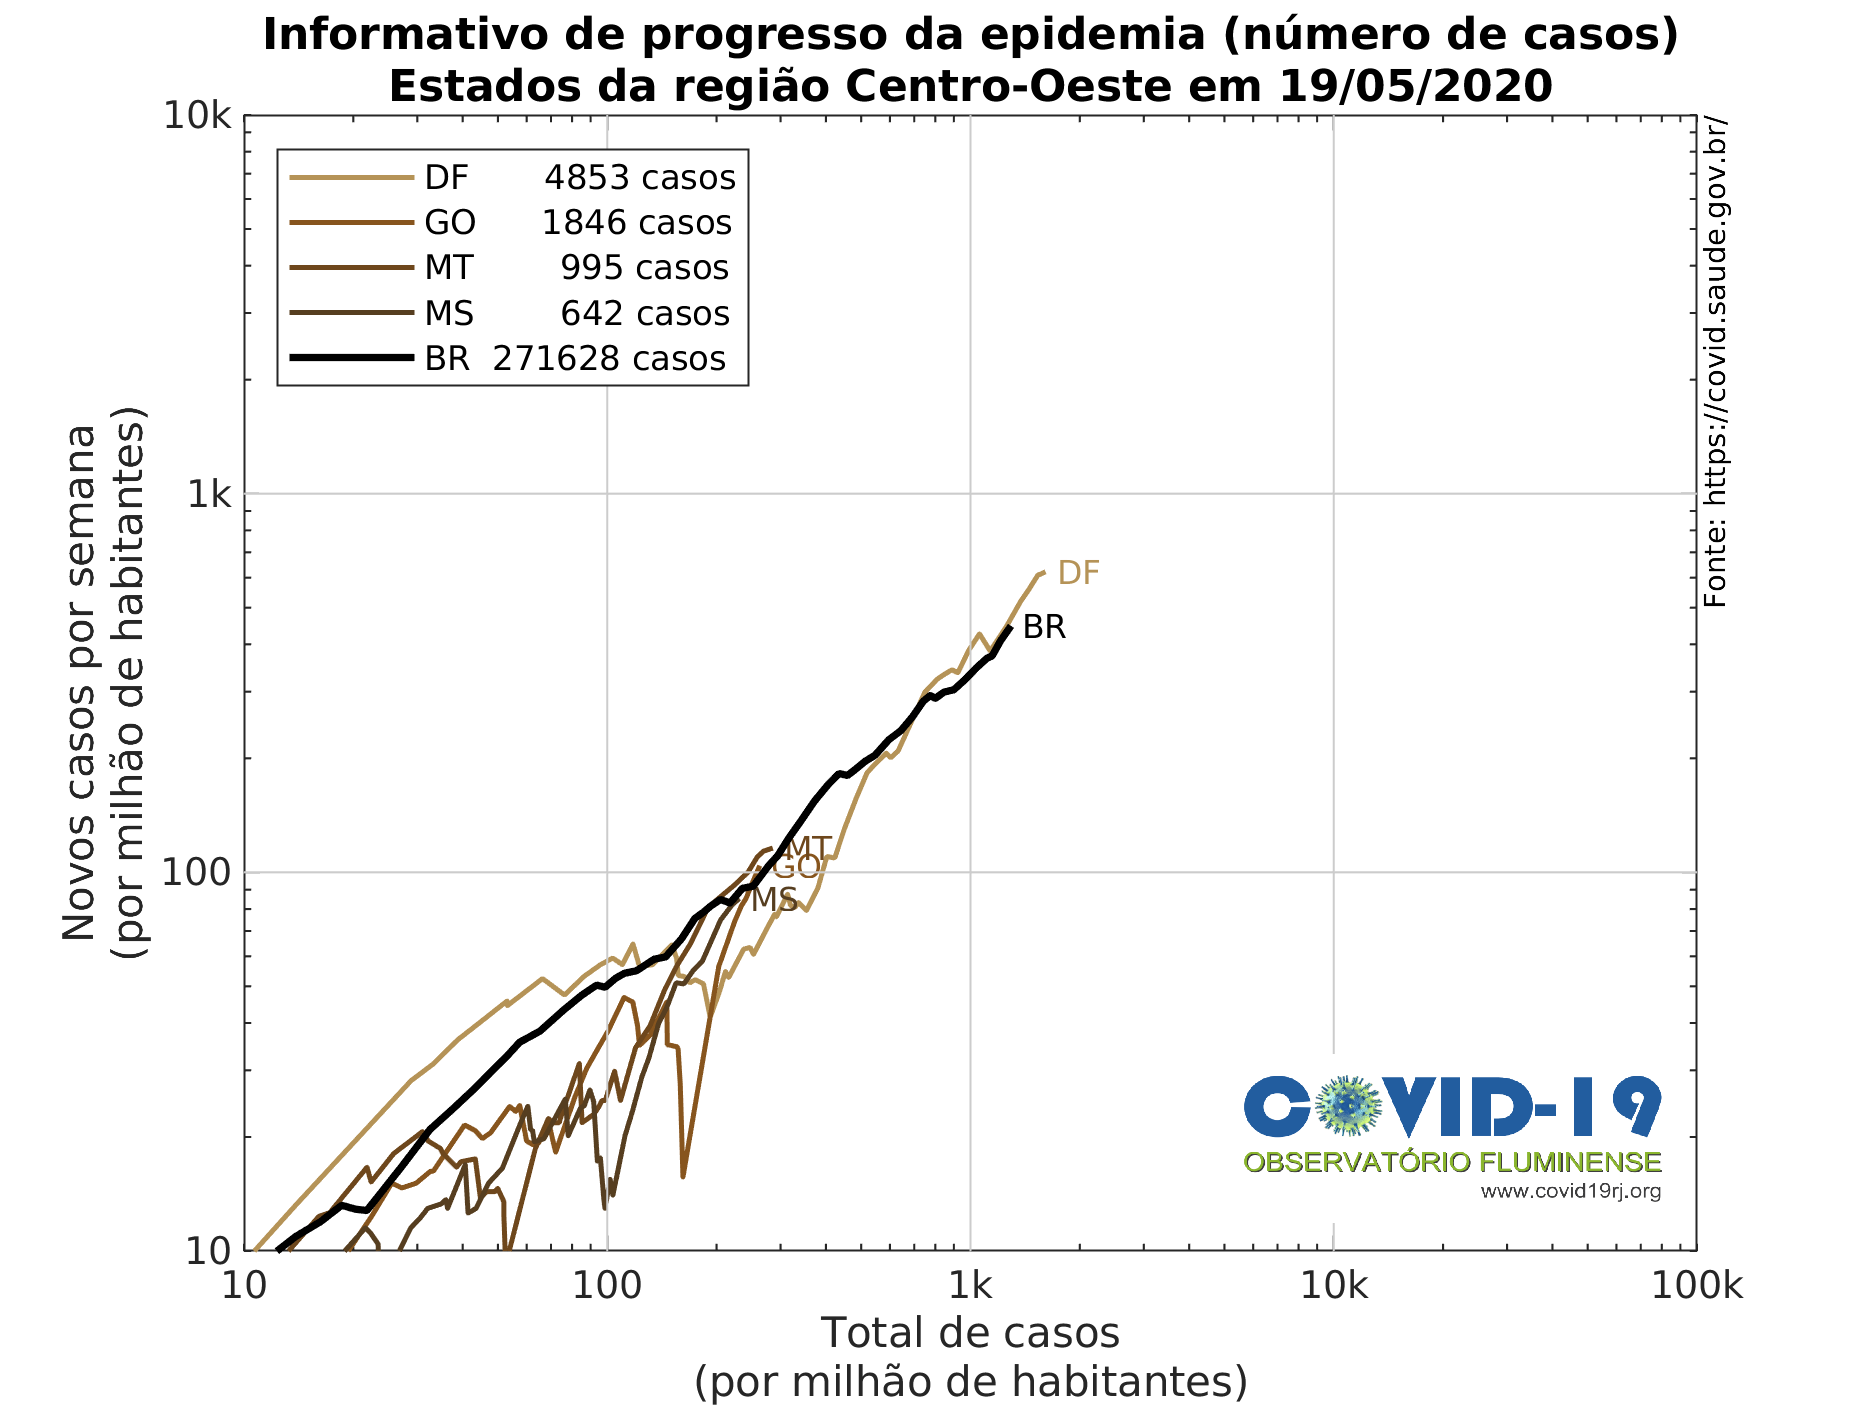 Informativo de progresso da epidemia (número de casos)
Estados da região Centro-Oeste em 19/05/2020
10k
1k
100
10
Novos casos por semana
(por milhão de habitantes)
DF 4853 casos
GO 1846 casos
MT 995 casos
MS 642 casos
BR 271628 casos
Fonte: https://covid.saude.gov.br/
DF
BR
MT
GO
MS
COVID-19
OBSERVATÓRIO FLUMINENSE
www.covid19rj.org
10 100 1k 10k 100k
Total de casos
(por milhão de habitantes)